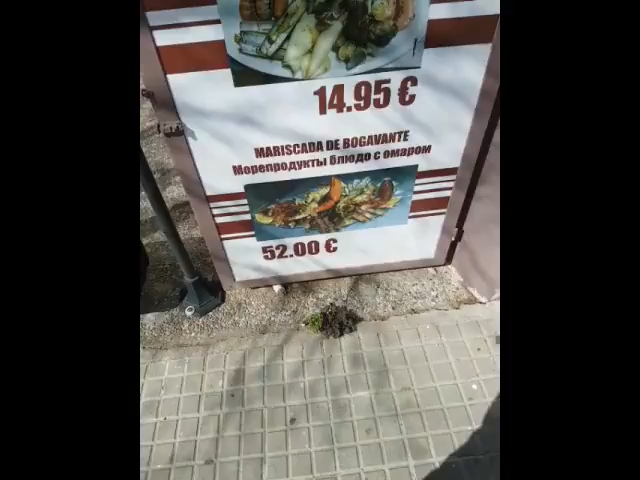 14.95 €
MARISCADA DE BOGAVANTE
Морепродукты блюдо с омаром
52.00 €